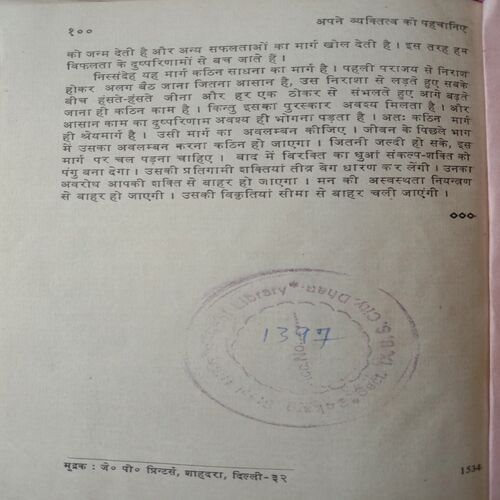 १००
अपने व्यक्तित्व को पहचानिए
को जन्म देती है और अन्य सफलताओं का मार्ग खोल देती है । इस तरह हम
विफलता के दुष्परिणामों से बच जाते हैं ।
निस्संदेह यह मार्ग कठिन साधना का मार्ग है । पहली पराजय से निराश
होकर अलग बैठ जाना जितना आसान है, उस निराशा से लड़ते हुए सबके
बीच हंसते-हंसते जीना और हर एक ठोकर से संभलते हुए आगे बढ़ते
जाना ही कठिन काम है । किन्तु इसका पुरस्कार अवश्य मिलता है । और
आसान काम का दुष्परिणाम अवश्य ही भोगना पड़ता है । अतः कठिन मार्ग
ही श्रेयमार्ग है । उसी मार्ग का अवलम्बन कीजिए । जीवन के पिछले भाग
में उसका अवलम्बन करना कठिन हो जाएगा । जितनी जल्दी हो सके, इस
मार्ग पर चल पड़ना चाहिए । बाद में विरक्ति का धुआं संकल्प-शक्ति को
पंगु बना देगा । उसकी प्रतिगामी शक्तियां तीव्र वेग धारण कर लेंगी । उनका
अवरोध आपकी शक्ति से बाहर हो जाएगा । मन की अस्वस्थता नियन्त्रण
से बाहर हो जाएगी । उसकी विकृतियां सीमा से बाहर चली जाएंगी ।
Library
1397
मुद्रक : जे० पी० प्रिन्टर्स, शाहदरा, दिल्ली-३२
1534